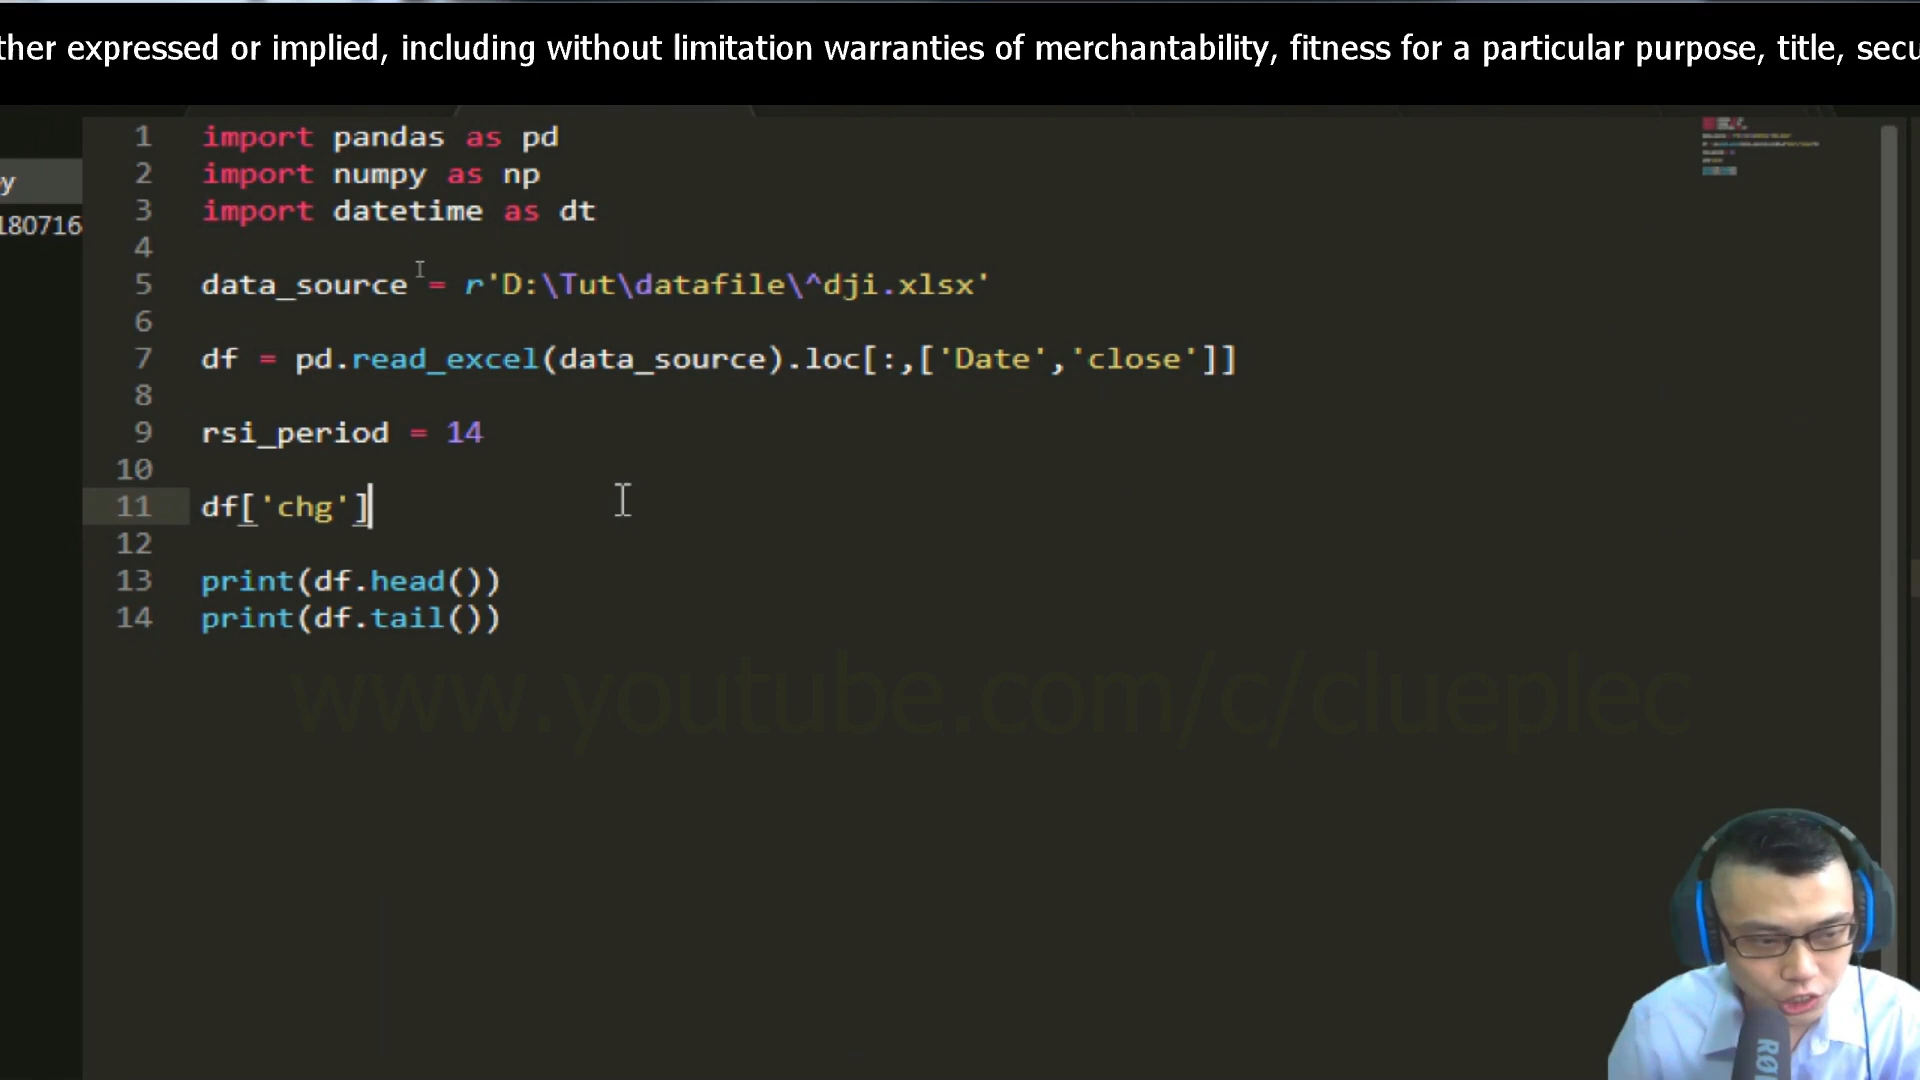 ther expressed or implied, including without limitation warranties of merchantability, fitness for a particular purpose, title, secu
y
180716
1 import pandas as pd
2 import numpy as np
3 import datetime as dt
4
5 data_source = r'D:\Tut\datafile\^dji.xlsx'
6
7 df = pd.read_excel(data_source).loc[:,['Date','close']]
8
9 rsi_period = 14
10
11 df['chg']
12
13 print(df.head())
14 print(df.tail())
www.youtube.com/c/clueplec
RØ